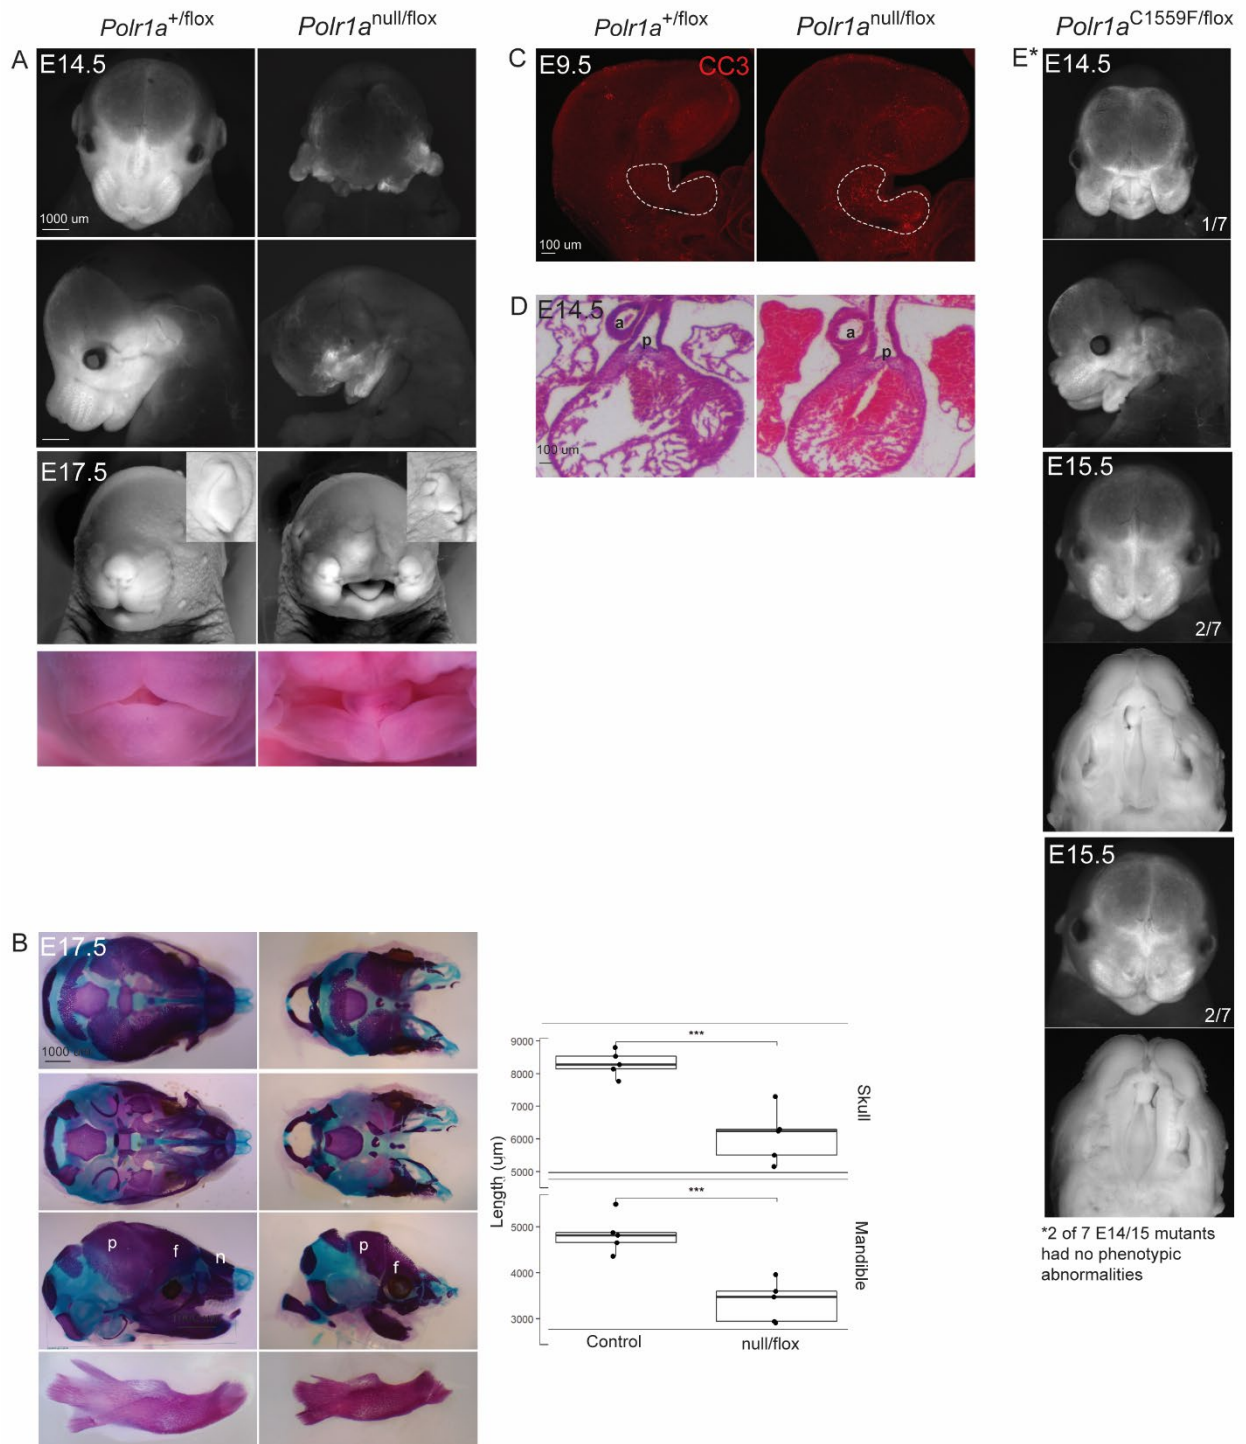 Polr1a+/flox
Polr1anull/flox
A
E14.5
1000 um
E17.5
B
E17.5
1000 um
p
f
n
p
f
Polr1a+/flox
Polr1anull/flox
C
E9.5
CC3
100 um
D
E14.5
a
p
a
p
100 um
***
9000
8000
7000
6000
5000
Skull
Length (um)
***
5000
4000
3000
Mandible
Control
null/flox
Polr1aC1559F/flox
E*
E14.5
1/7
E15.5
2/7
E15.5
2/7
*2 of 7 E14/15 mutants
had no phenotypic
abnormalities